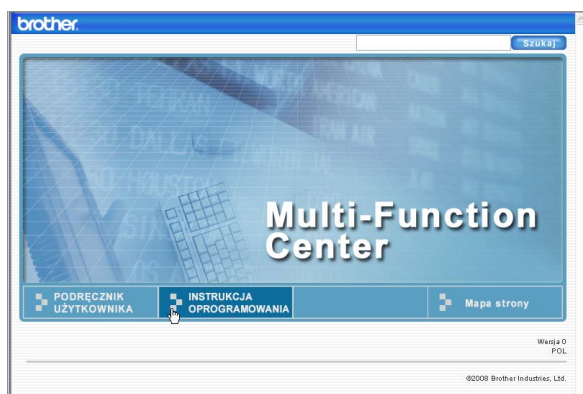 brother.
Szukaj
Multi-Function
Center
PODRĘCZNIK
UŻYTKOWNIKA
INSTRUKCJA
OPROGRAMOWANIA
Mapa strony
Wersja 0
POL
©2008 Brother Industries, Ltd.